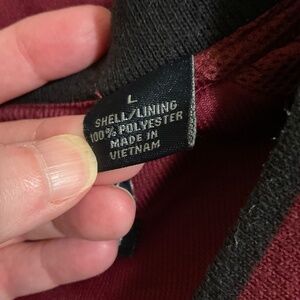 L
SHELL/LINING
100% POLYESTER
MADE IN
VIETNAM